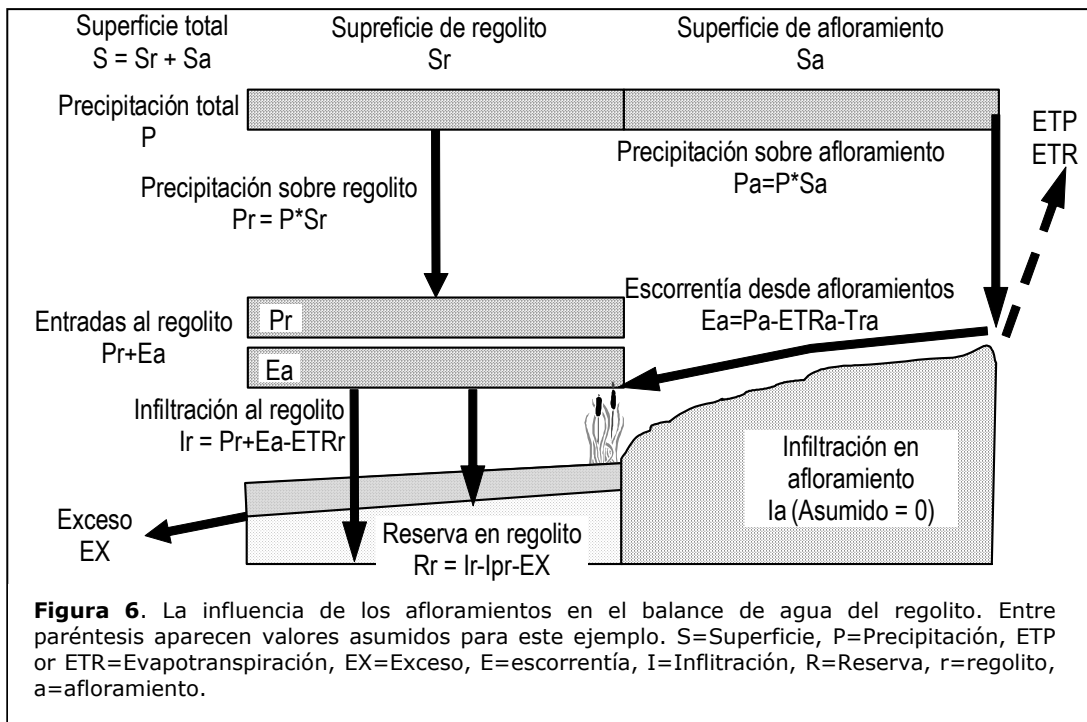 Superficie total
S = Sr + Sa
Supreficie de regolito
Sr
Superficie de afloramiento
Sa
Precipitación total
P
ETP
ETR
Precipitación sobre afloramiento
Pa=P*Sa
Precipitación sobre regolito
Pr = P*Sr
Escorrentía desde afloramientos
Ea=Pa-ETRa-Tra
Entradas al regolito
Pr+Ea
Pr
Ea
Infiltración al regolito
Ir = Pr+Ea-ETRr
Infiltración en
afloramiento
Ia (Asumido = 0)
Exceso
EX
Reserva en regolito
Rr = Ir-Ipr-EX
Figura 6. La influencia de los afloramientos en el balance de agua del regolito. Entre
paréntesis aparecen valores asumidos para este ejemplo. S=Superficie, P=Precipitación, ETP
or ETR=Evapotranspiración, EX=Exceso, E=escorrentía, I=Inflitración, R=Reserva, r=regolito,
a=afloramiento.